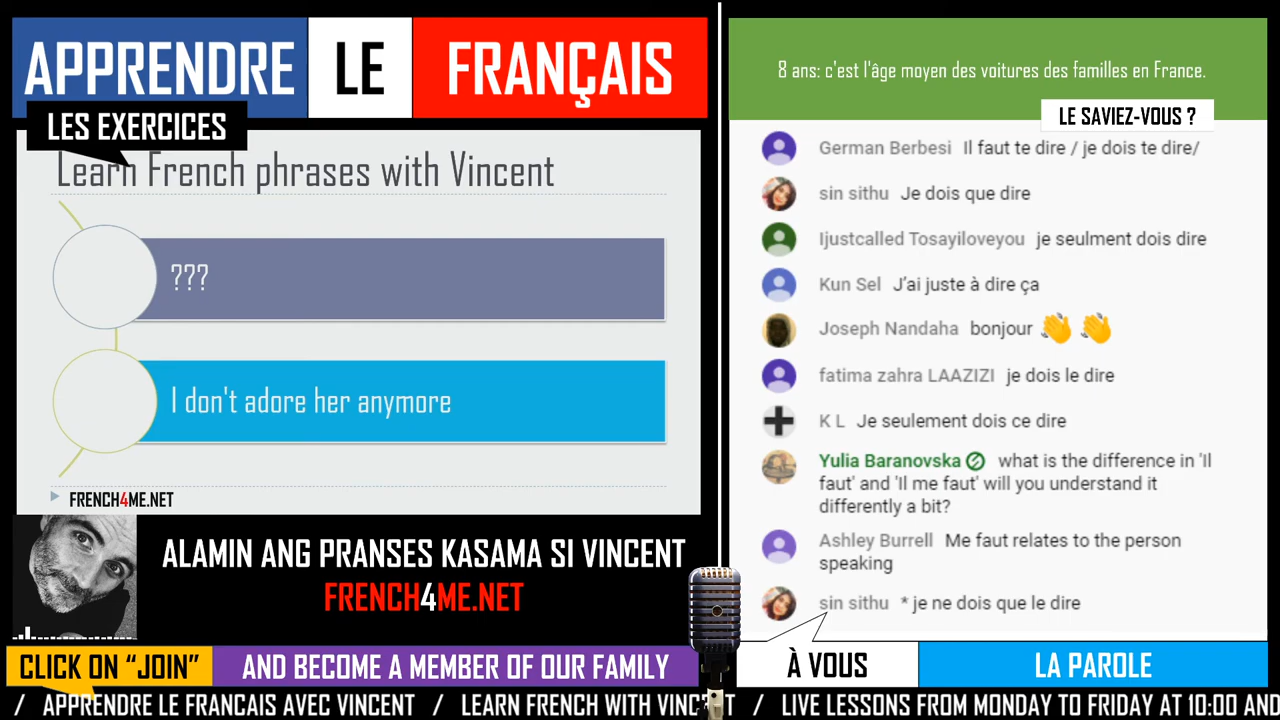 APPRENDRE LE FRANÇAIS
LES EXERCICES
Learn French phrases with Vincent
???
I don't adore her anymore
FRENCH4ME.NET
ALAMIN ANG PRANSES KASAMA SI VINCENT
FRENCH4ME.NET
CLICK ON “JOIN” AND BECOME A MEMBER OF OUR FAMILY
8 ans: c'est l'âge moyen des voitures des familles en France.
LE SAVIEZ-VOUS ?
German Berbesi Il faut te dire / je dois te dire/
sin sithu Je dois que dire
Ijustcalled Tosayiloveyou je seulment dois dire
Kun Sel J'ai juste à dire ça
Joseph Nandaha bonjour 👏 👏
fatima zahra LAAZIZI je dois le dire
K L Je seulement dois ce dire
Yulia Baranovska what is the difference in 'Il
faut' and 'Il me faut' will you understand it
differently a bit?
Ashley Burrell Me faut relates to the person
speaking
sin sithu * je ne dois que le dire
À VOUS LA PAROLE
/ APPRENDRE LE FRANCAIS AVEC VINCENT / LEARN FRENCH WITH VINCENT / LIVE LESSONS FROM MONDAY TO FRIDAY AT 10:00 AND